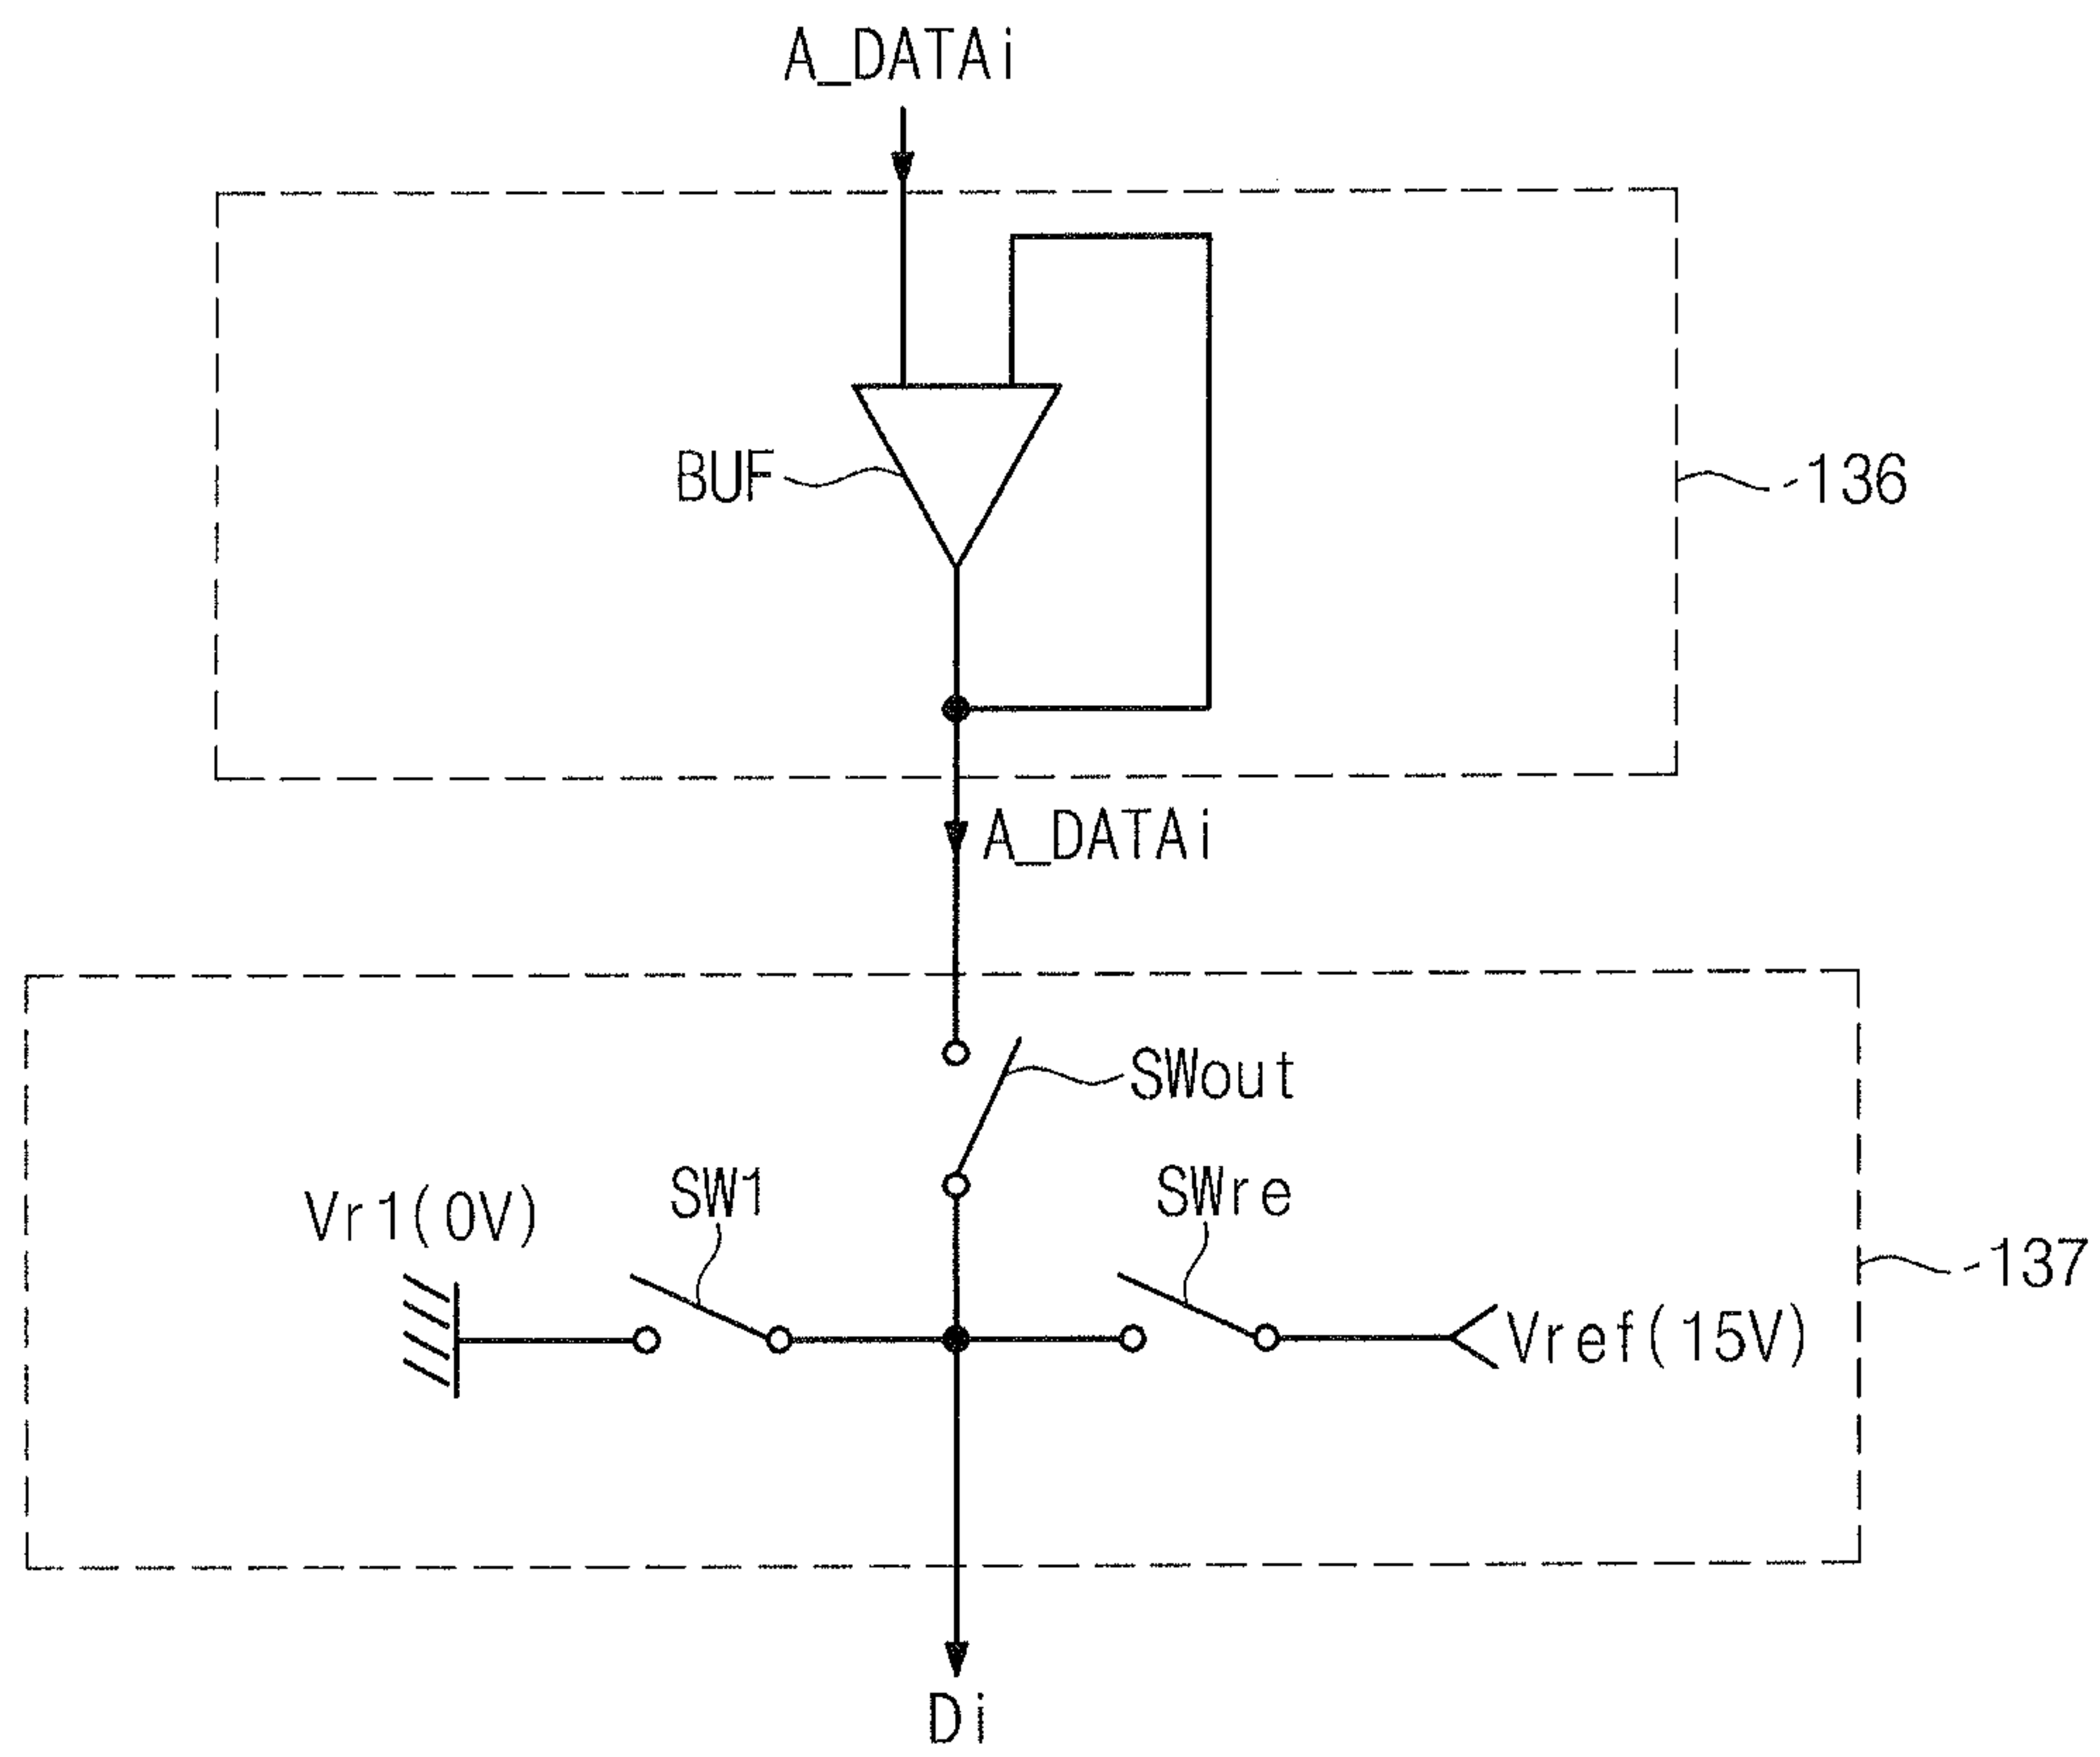 A_DATAi
BUF
136
A_DATAi
SWout
SW1
SWre
Vr1(0V)
137
Vref(15V)
Di